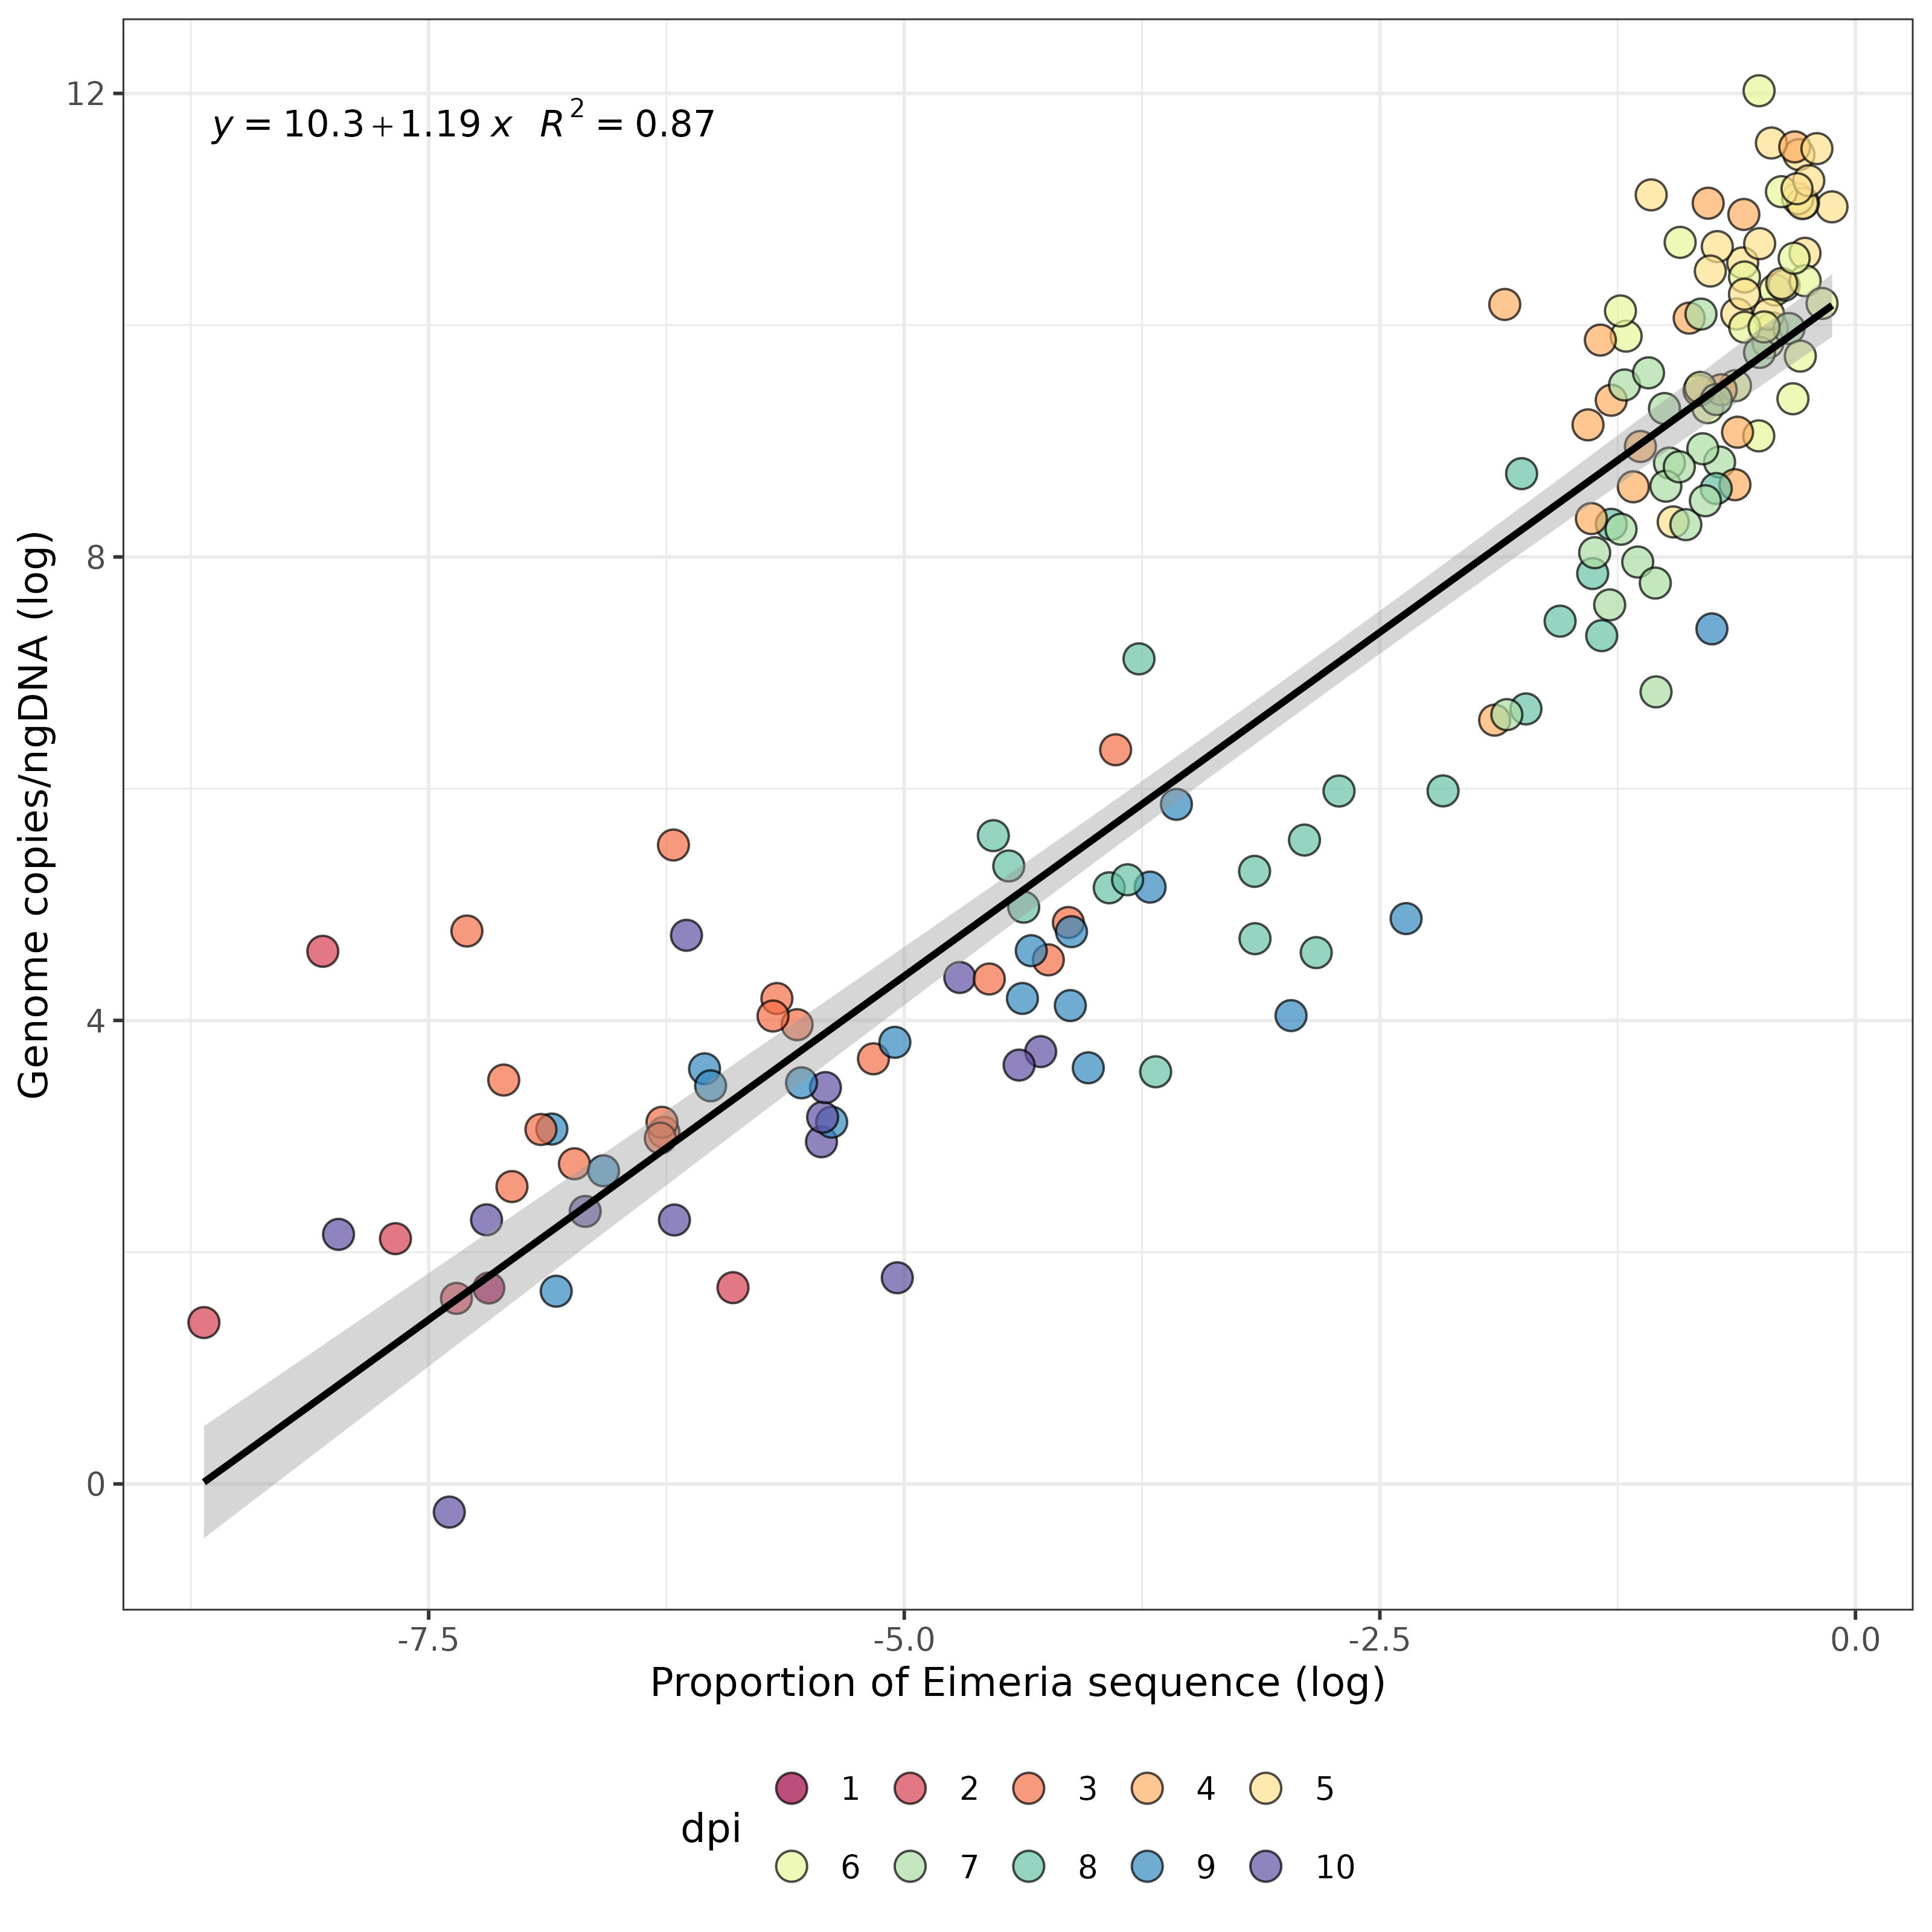 y = 10.3+1.19 x R² = 0.87
Genome copies/ngDNA (log)
12
8
4
0
-7.5 -5.0 -2.5 0.0
Proportion of Eimeria sequence (log)
dpi
1 2 3 4 5
6 7 8 9 10